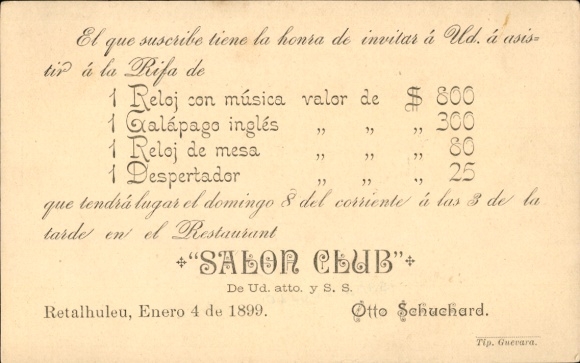 El que suscribe tiene la honra de invitar á Ud. á asis-
tir á la Rifa de
1 Reloj con música valor de $ 800
1 Galápago inglés „ „ „ 300
1 Reloj de mesa „ „ „ 80
1 Despertador „ „ „ 25
que tendrá lugar el domingo 8 del corriente á las 3 de la
tarde en el Restaurant
"SALON CLUB"
De Ud. atto. y S. S.
Retalhuleu, Enero 4 de 1899. Otto Schuchard.
Tip. Guevara.